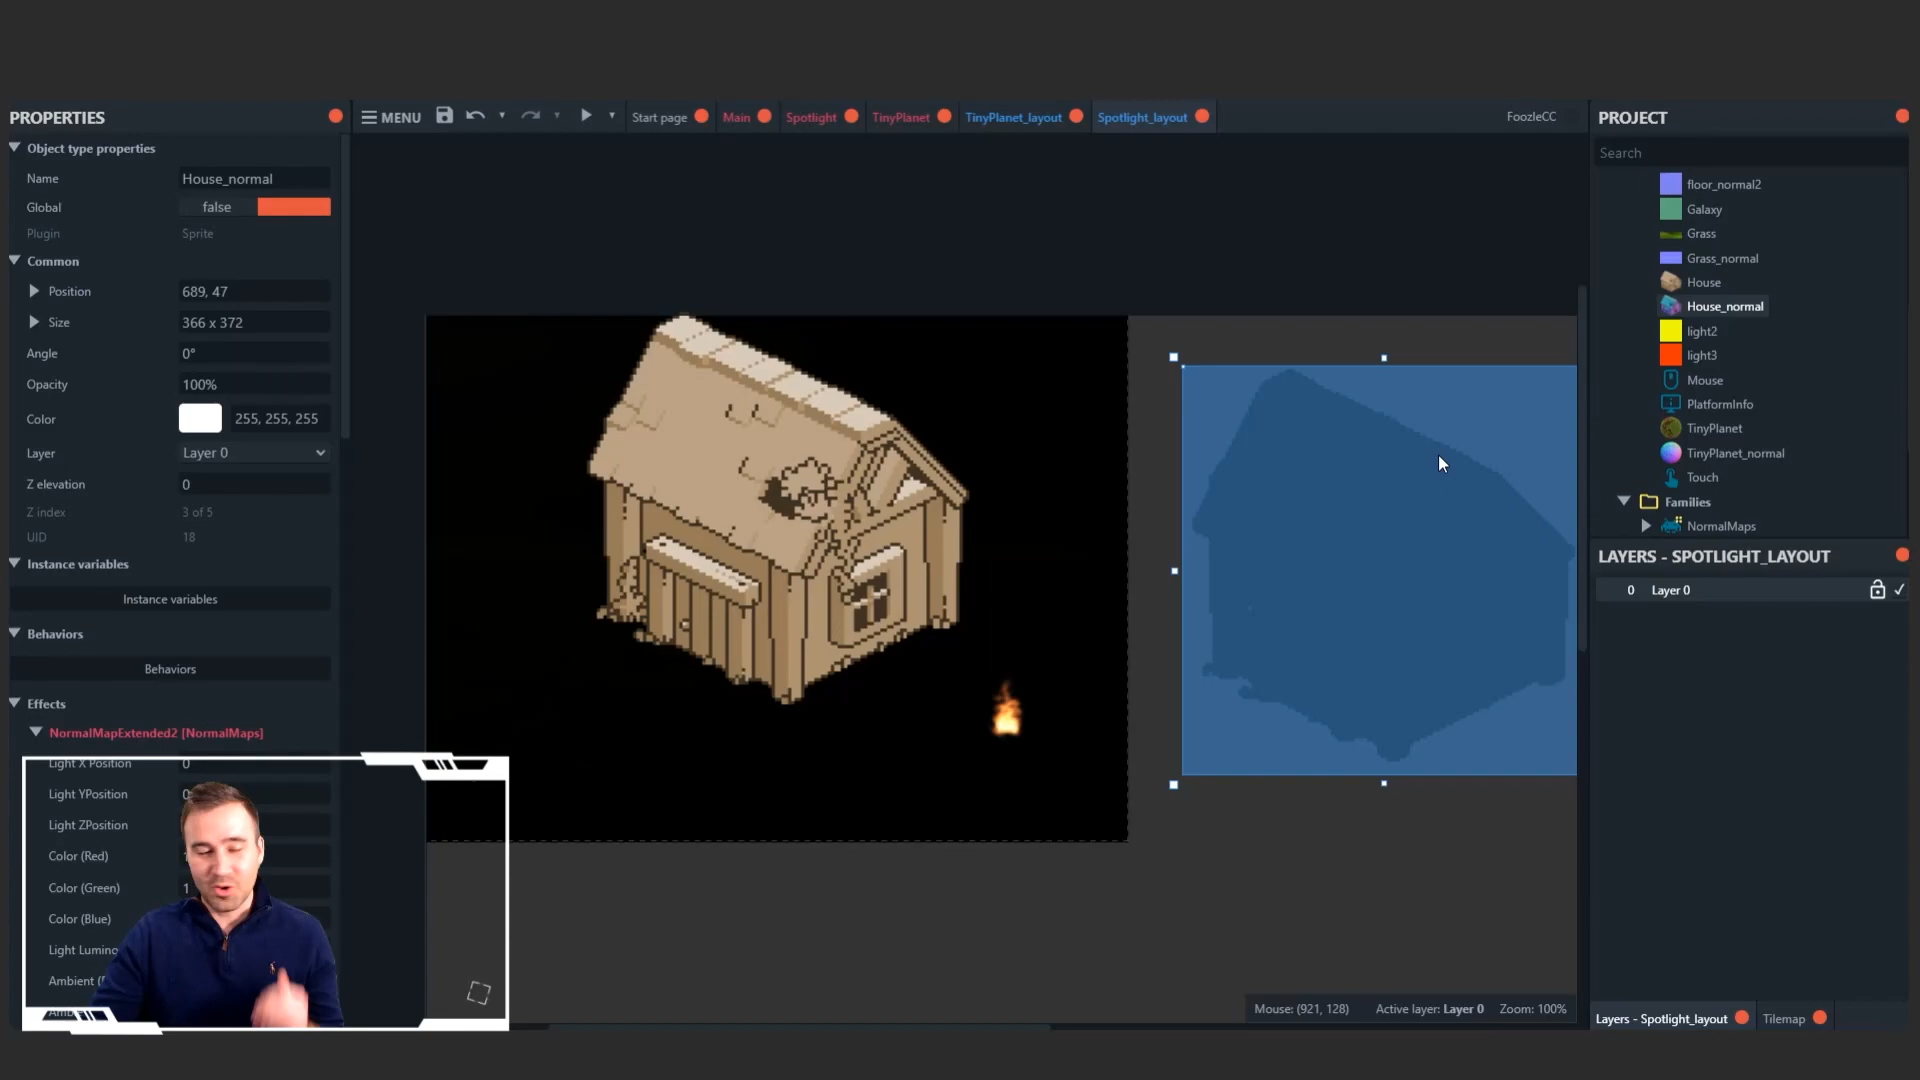 PROPERTIES
MENU
Start page
Main
Spotlight
TinyPlanet
TinyPlanet_layout
Spotlight_layout
FoozleCC
PROJECT
Object type properties
Name House_normal
Global false
Plugin Sprite
Common
Position 689, 47
Size 366 x 372
Angle 0°
Opacity 100%
Color 255, 255, 255
Layer Layer 0
Z elevation 0
Z index 3 of 5
UID 18
Instance variables
Instance variables
Behaviors
Behaviors
Effects
NormalMapExtended2 [NormalMaps]
Light X Position 0
Light YPosition 0
Light ZPosition
Color (Red)
Color (Green) 1
Color (Blue)
Light Lumino
Ambient (
Search
floor_normal2
Galaxy
Grass
Grass_normal
House
House_normal
light2
light3
Mouse
PlatformInfo
TinyPlanet
TinyPlanet_normal
Touch
Families
NormalMaps
LAYERS - SPOTLIGHT_LAYOUT
0 Layer 0
Mouse: (921, 128) Active layer: Layer 0 Zoom: 100%
Layers - Spotlight_layout
Tilemap